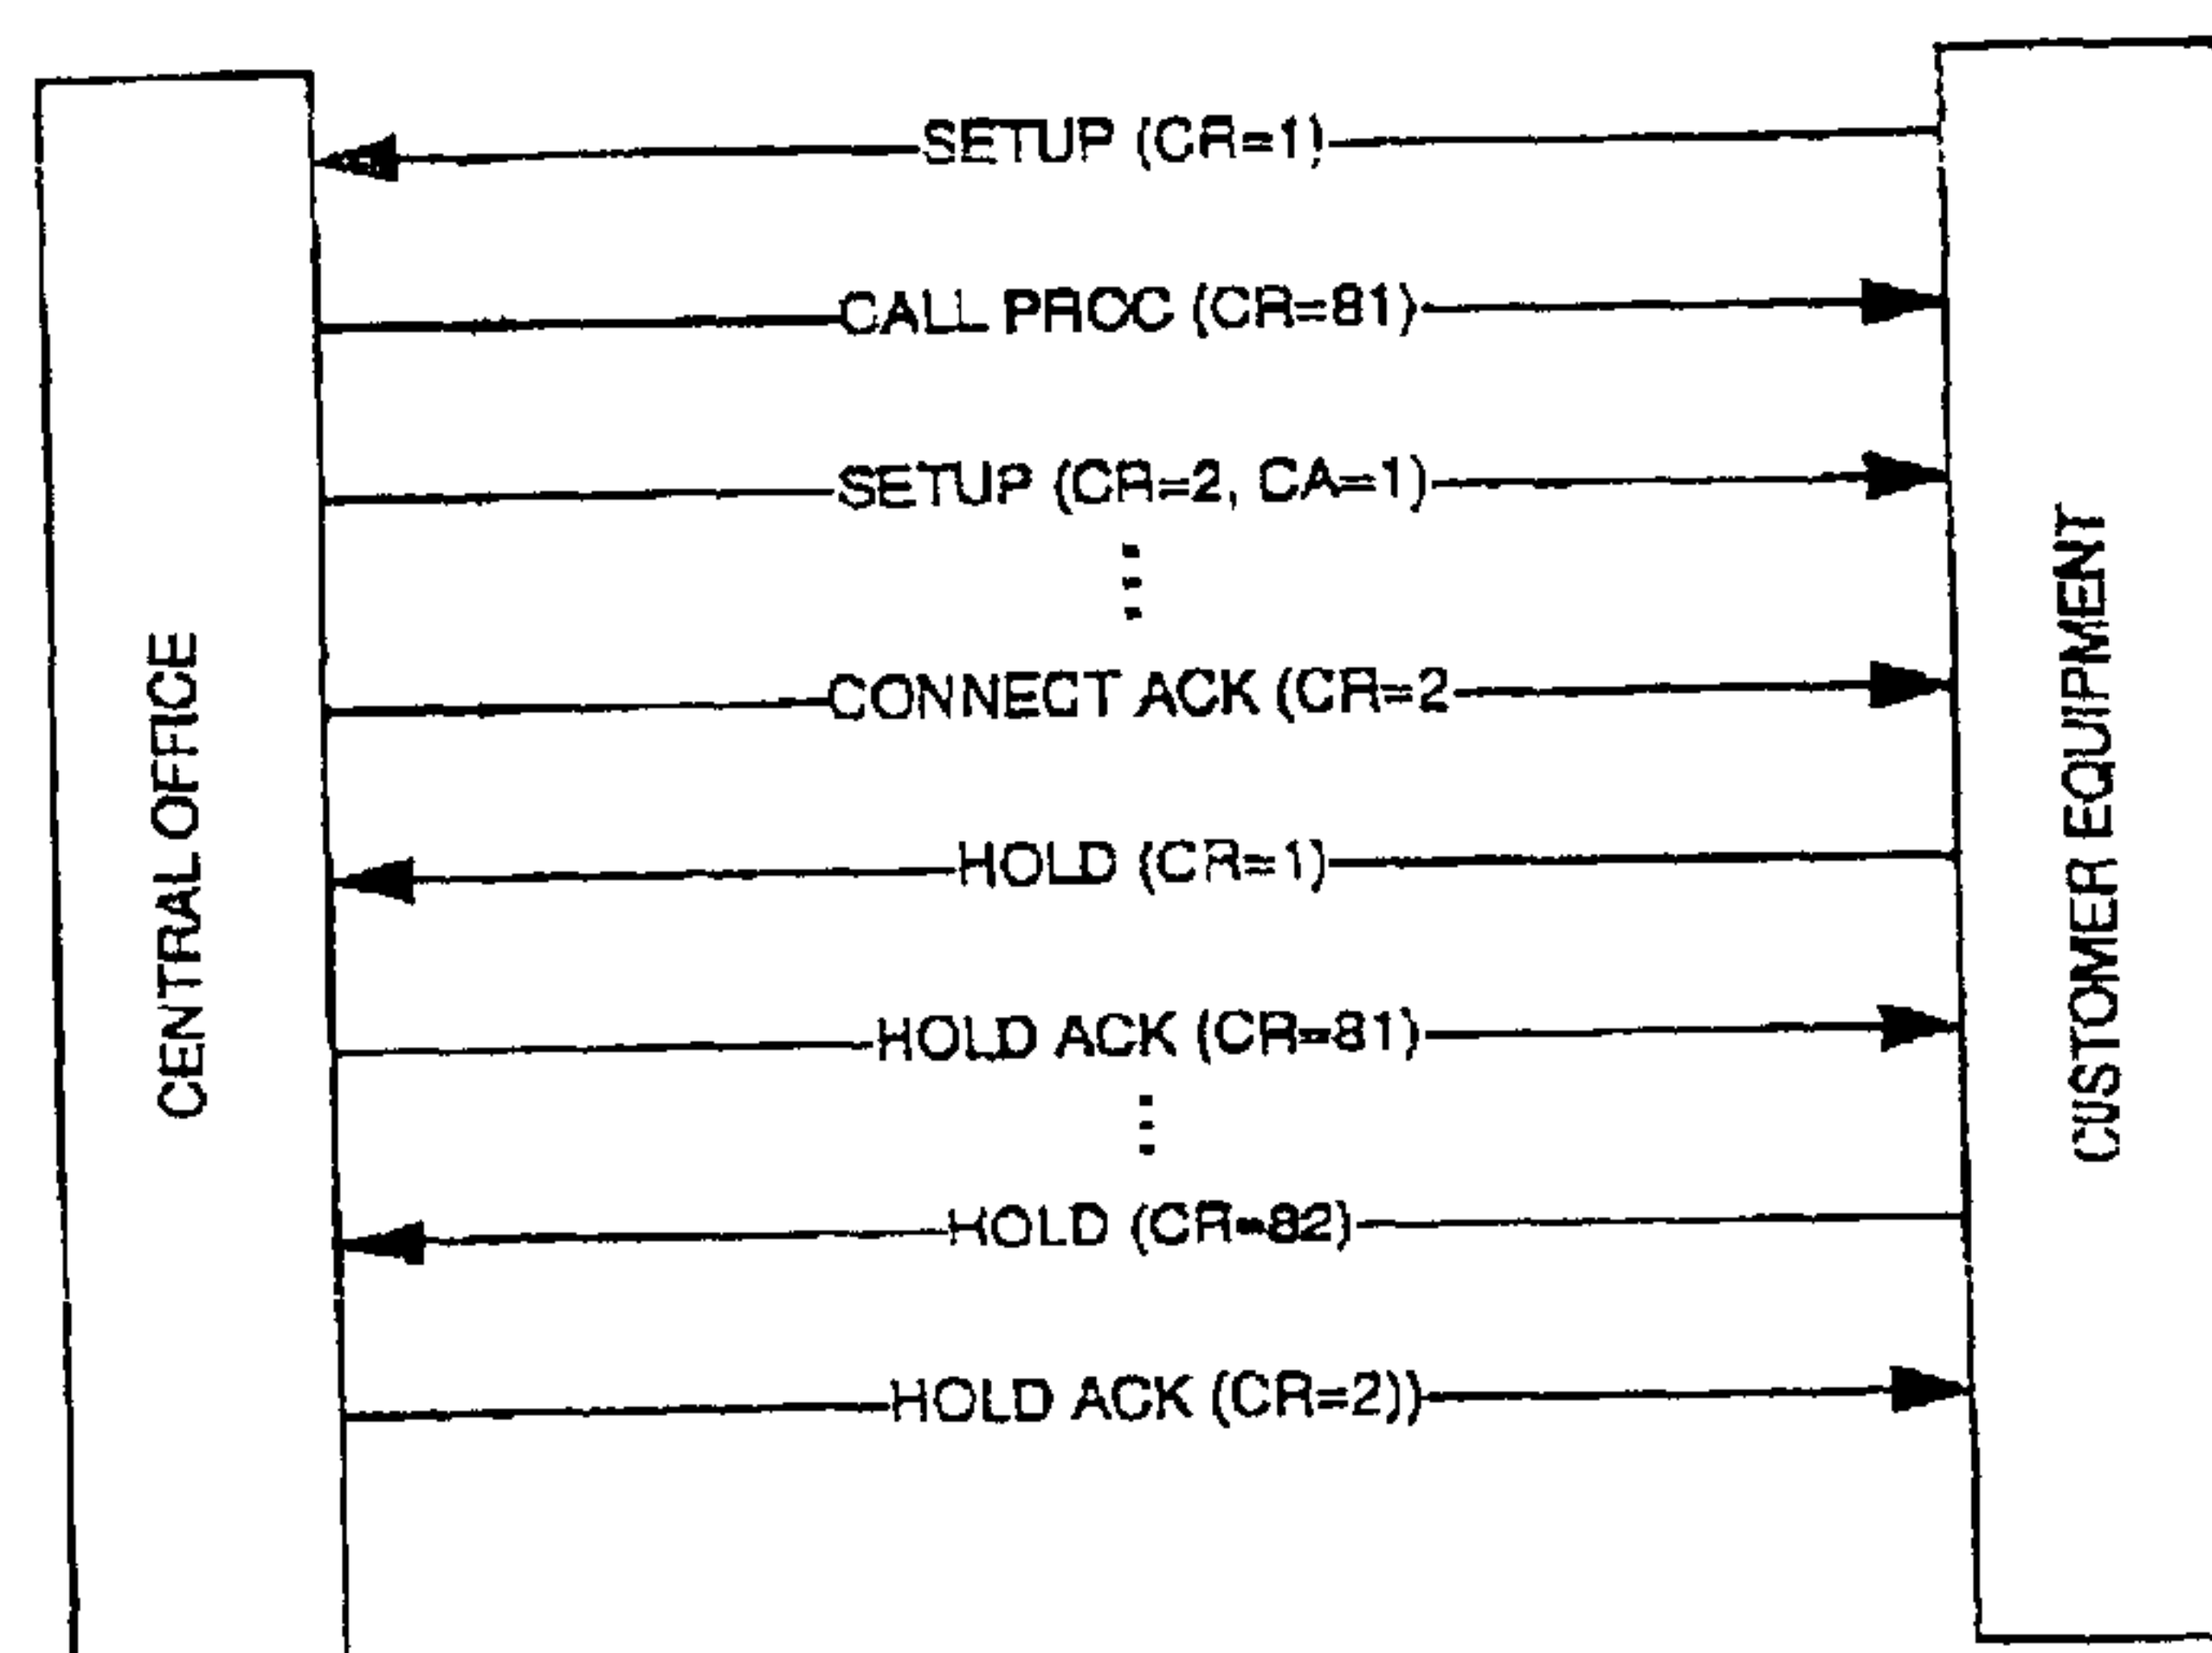 SETUP (CR=1)
CALL PROC (CR=81)
SETUP (CR=2, CA=1)
CONNECT ACK (CR=2
HOLD (CR=1)
HOLD ACK (CR=81)
HOLD (CR=82)
HOLD ACK (CR=2))
CENTRAL OFFICE
CUSTOMER EQUIPMENT